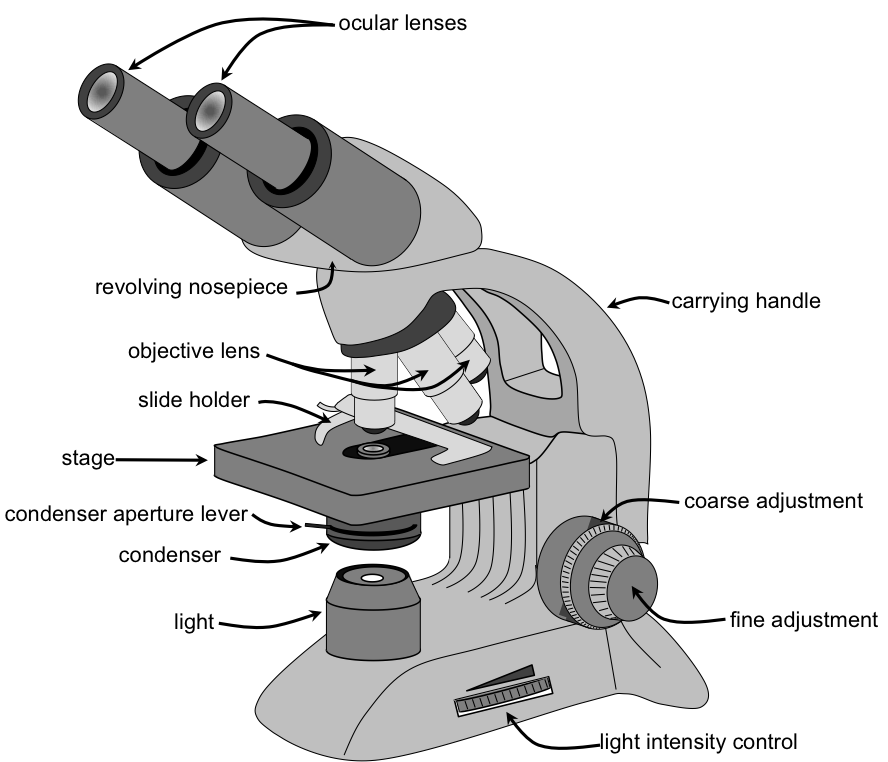 ocular lenses
revolving nosepiece
carrying handle
objective lens
slide holder
stage
coarse adjustment
condenser aperture lever
condenser
light
fine adjustment
light intensity control